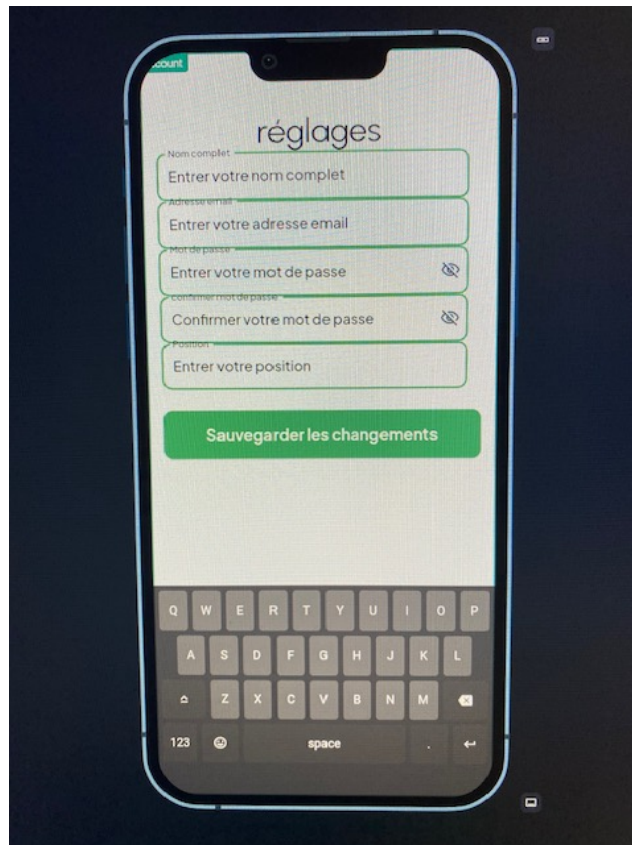 count
réglages
Nom complet
Entrer votre nom complet
Adresse email
Entrer votre adresse email
Mot de passe
Entrer votre mot de passe
confirmer mot de passe
Confirmer votre mot de passe
Position
Entrer votre position
Sauvegarder les changements
Q W E R T Y U I O P
A S D F G H J K L
Z X C V B N M
123 space .